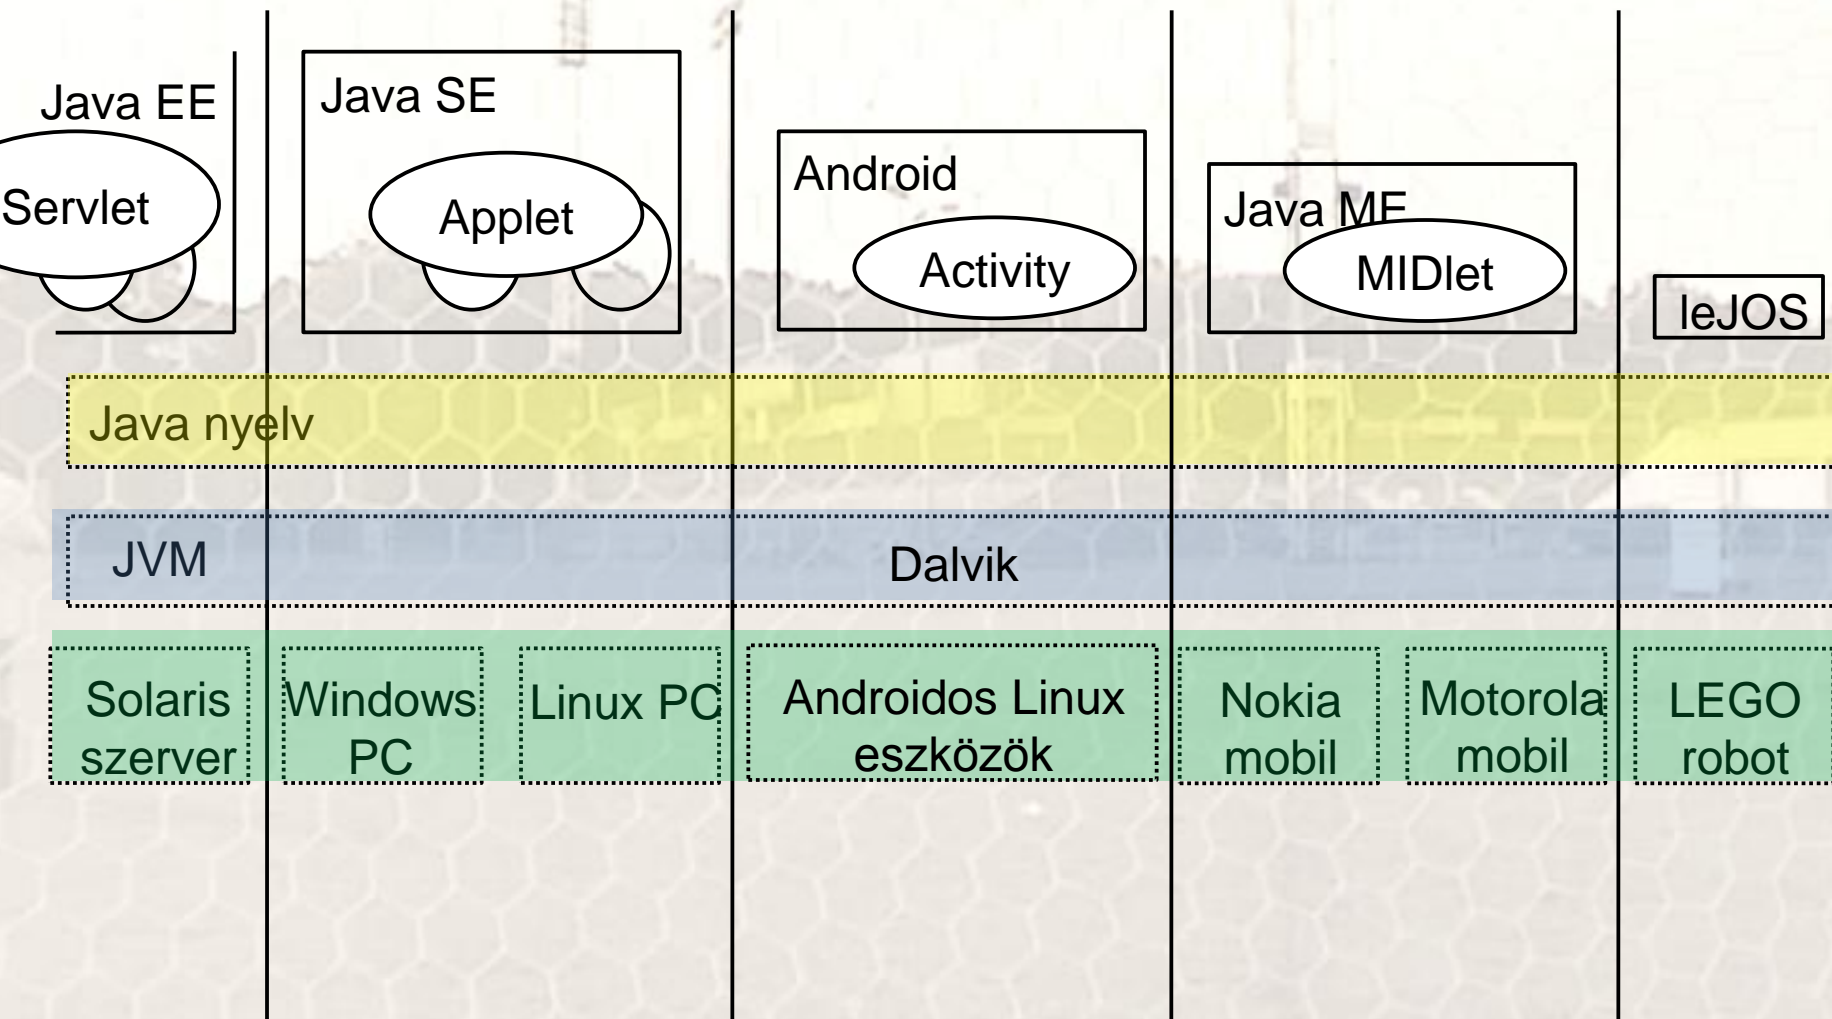 Java EE
Servlet
Java SE
Applet
Android
Activity
Java ME
MIDlet
leJOS
Java nyelv
JVM
Dalvik
Solaris
szerver
Windows
PC
Linux PC
Androidos Linux
eszközök
Nokia
mobil
Motorola
mobil
LEGO
robot